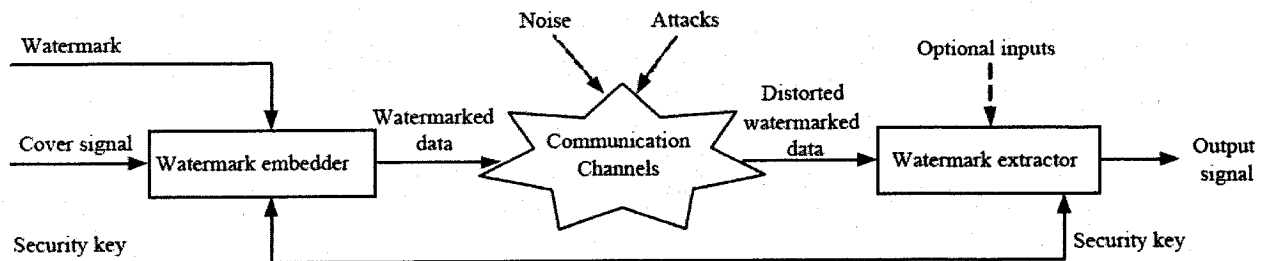 Noise
Attacks
Watermark
Optional inputs
Cover signal
Watermark embedder
Watermarked
data
Communication
Channels
Distorted
watermarked
data
Watermark extractor
Output
signal
Security key
Security key